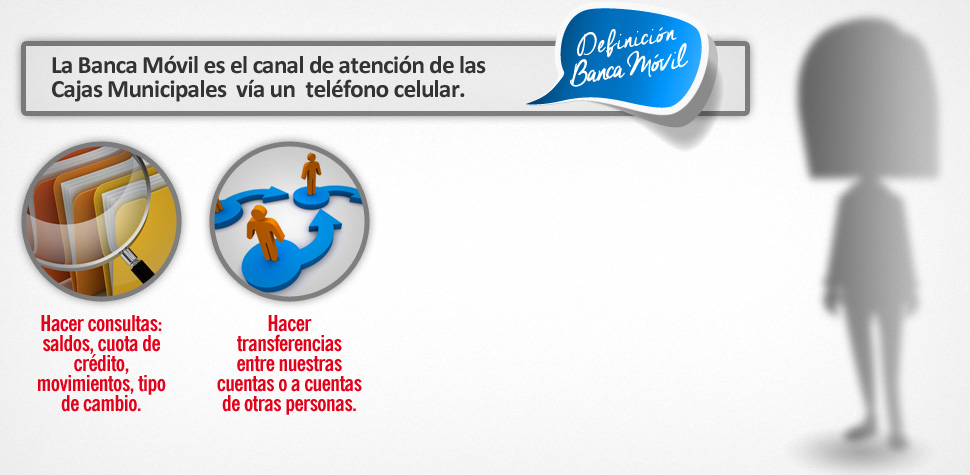 La Banca Móvil es el canal de atención de las
Cajas Municipales  vía un  teléfono celular.
Definición
Banca Móvil
Hacer consultas:
saldos, cuota de
crédito,
movimientos, tipo
de cambio.
Hacer
transferencias
entre nuestras
cuentas o a cuentas
de otras personas.